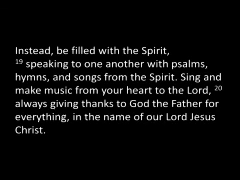 Instead, be filled with the Spirit,
19 speaking to one another with psalms,
hymns, and songs from the Spirit. Sing and
make music from your heart to the Lord, 20
always giving thanks to God the Father for
everything, in the name of our Lord Jesus
Christ.